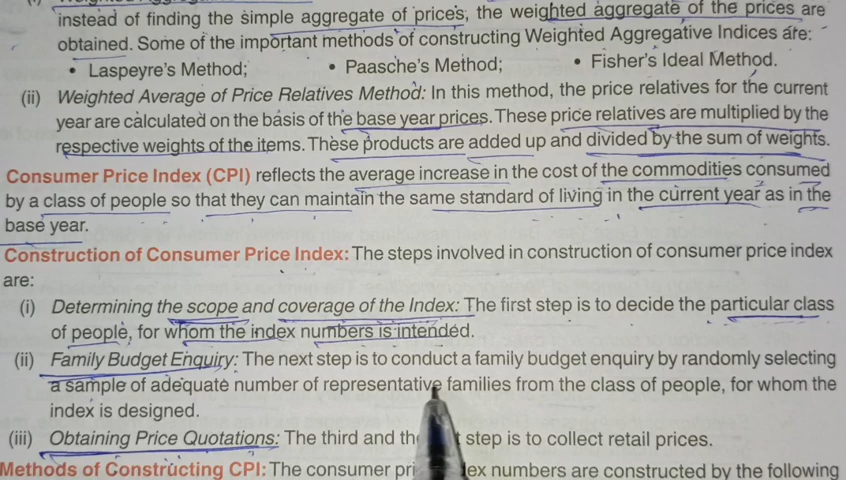 instead of finding the simple aggregate of prices, the weighted aggregate of the prices are
obtained. Some of the important methods of constructing Weighted Aggregative Indices are:
• Laspeyre's Method; • Paasche's Method; • Fisher's Ideal Method.
(ii) Weighted Average of Price Relatives Method: In this method, the price relatives for the current
year are calculated on the basis of the base year prices. These price relatives are multiplied by the
respective weights of the items. These products are added up and divided by the sum of weights.
Consumer Price Index (CPI) reflects the average increase in the cost of the commodities consumed
by a class of people so that they can maintain the same standard of living in the current year as in the
base year.
Construction of Consumer Price Index: The steps involved in construction of consumer price index
are:
(i) Determining the scope and coverage of the Index: The first step is to decide the particular class
of people, for whom the index numbers is intended.
(ii) Family Budget Enquiry: The next step is to conduct a family budget enquiry by randomly selecting
a sample of adequate number of representative families from the class of people, for whom the
index is designed.
(iii) Obtaining Price Quotations: The third and step is to collect retail prices.
Methods of Constructing CPI: The consumer numbers are constructed by the following